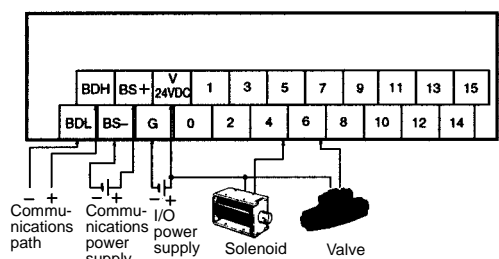 BDH BS+ V 24VDC 1 3 5 7 9 11 13 15
BDL BS– G 0 2 4 6 8 10 12 14
– + – + – +
Commu-
nications
path
Commu-
nications
power
supply
I/O
power
supply
Solenoid
Valve